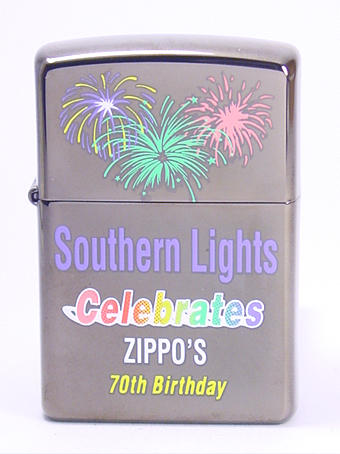 Southern Lights
Celebrates
ZIPPO'S
70th Birthday